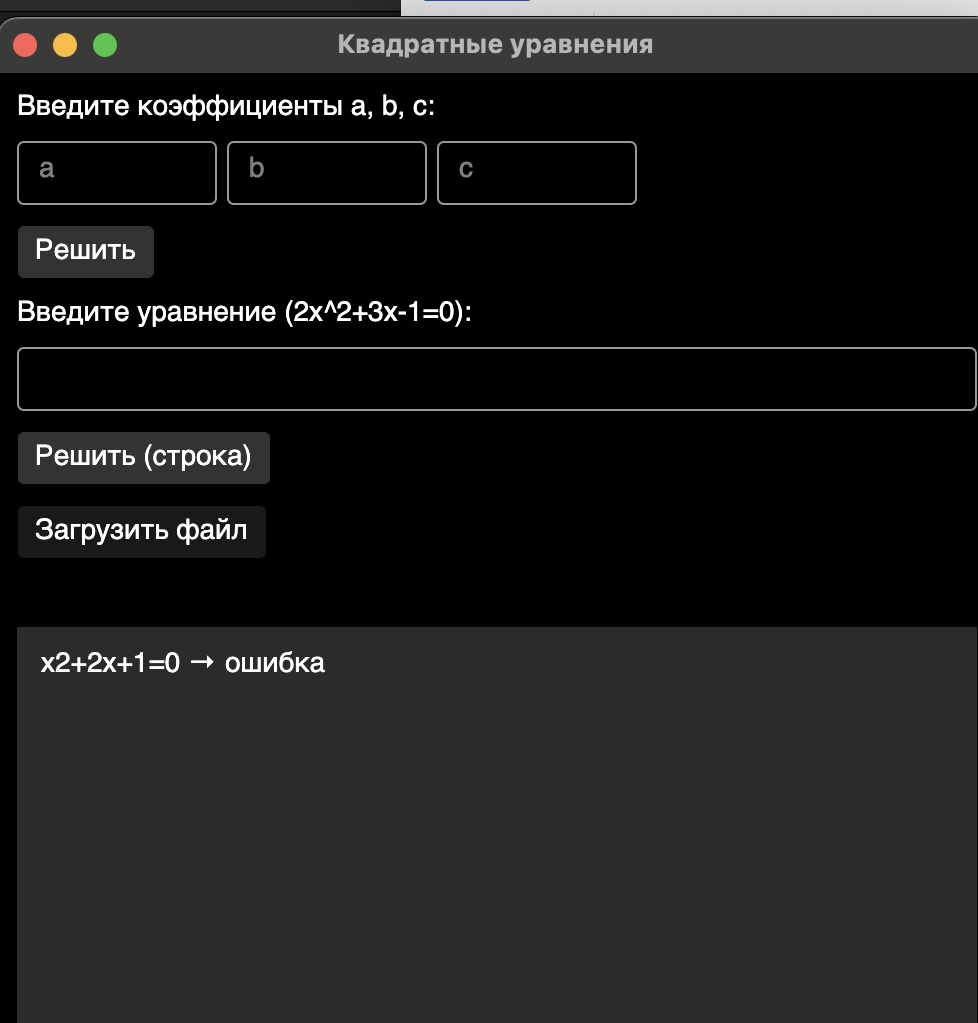 Квадратные уравнения
Введите коэффициенты a, b, c:
a b c
Решить
Введите уравнение (2x^2+3x-1=0):
Решить (строка)
Загрузить файл
x2+2x+1=0 → ошибка